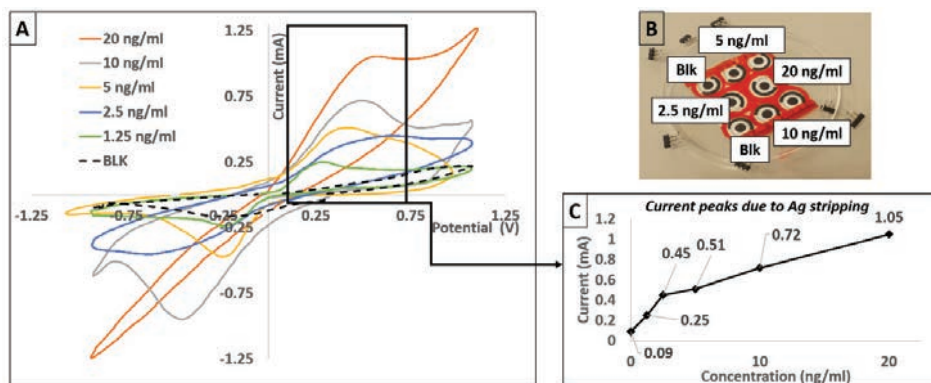 A
20 ng/ml
10 ng/ml
5 ng/ml
2.5 ng/ml
1.25 ng/ml
BLK
Current (mA)
1.25
0.75
0.25
-0.25
-0.75
-1.25
-1.25
-0.75
-0.25
0.25
0.75
1.25
Potential (V)
B
5 ng/ml
Blk
20 ng/ml
2.5 ng/ml
10 ng/ml
Blk
C
Current peaks due to Ag stripping
Current (mA)
1.2
1
0.8
0.6
0.4
0.2
0
0.09
0.25
0.45
0.51
0.72
1.05
0
10
20
Concentration (ng/ml)